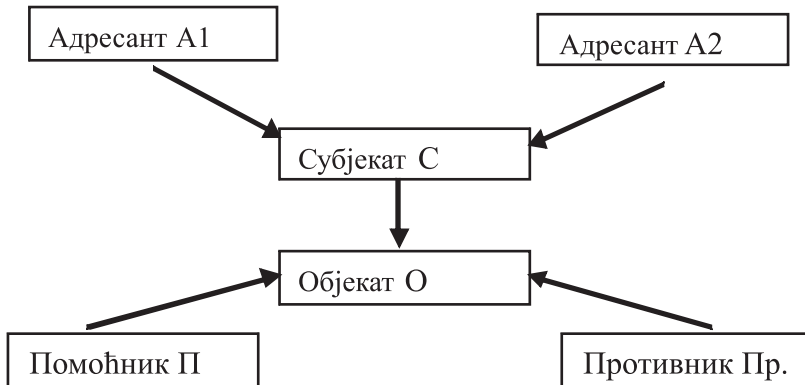 Адресант А1
Адресант А2
Субјекат С
Објекат О
Помоћник П
Противник Пр.